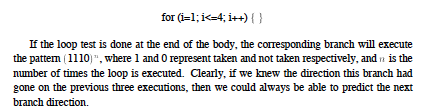 for (i=1; i<=4; i++) { }
If the loop test is done at the end of the body, the corresponding branch will execute
the pattern (1110)ⁿ, where 1 and 0 represent taken and not taken respectively, and n is the
number of times the loop is executed. Clearly, if we knew the direction this branch had
gone on the previous three executions, then we could always be able to predict the next
branch direction.